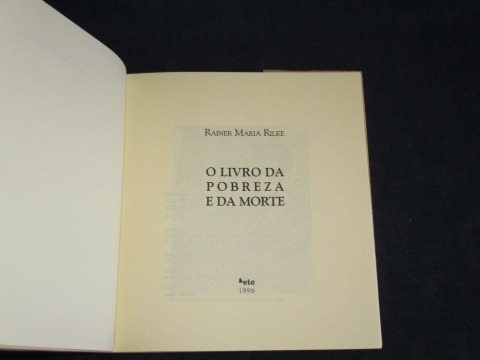 RAINER MARIA RILKE
O LIVRO DA
POBREZA
E DA MORTE
&etc
1996